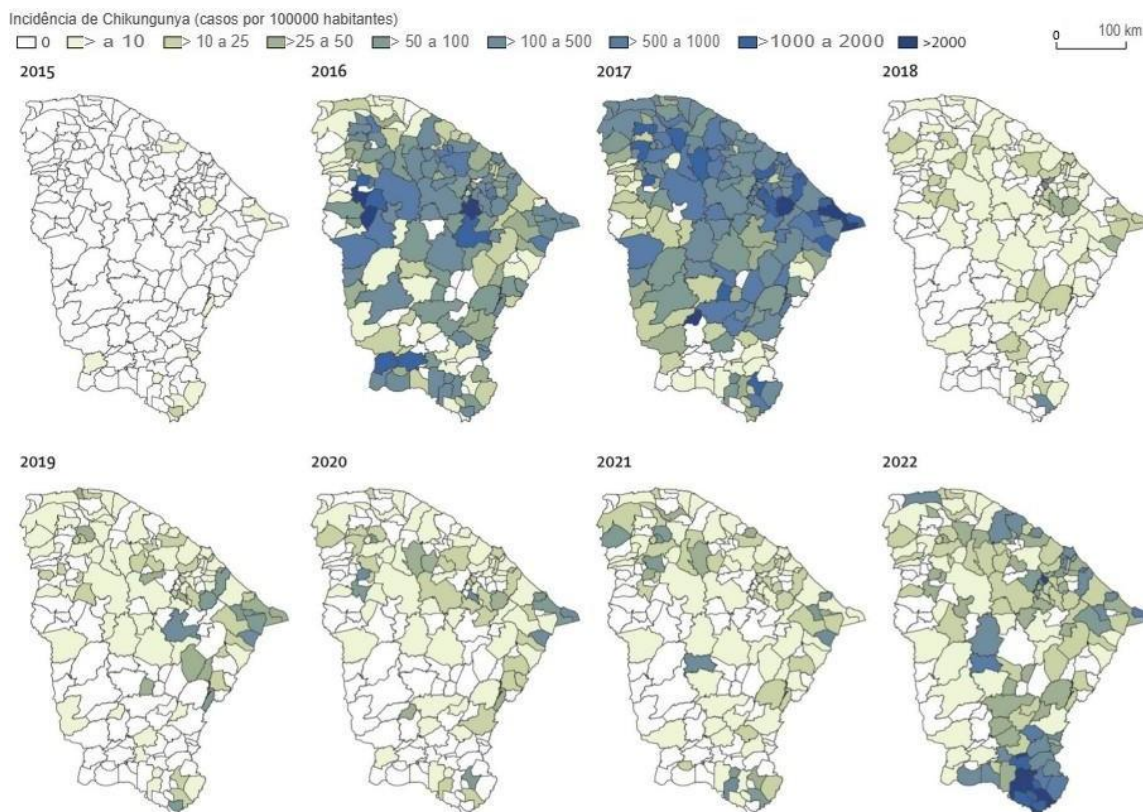 Incidência de Chikungunya (casos por 100000 habitantes)
0 > a 10 > 10 a 25 >25 a 50 > 50 a 100 > 100 a 500 > 500 a 1000 >1000 a 2000 >2000
0 100 km
2015 2016 2017 2018
2019 2020 2021 2022